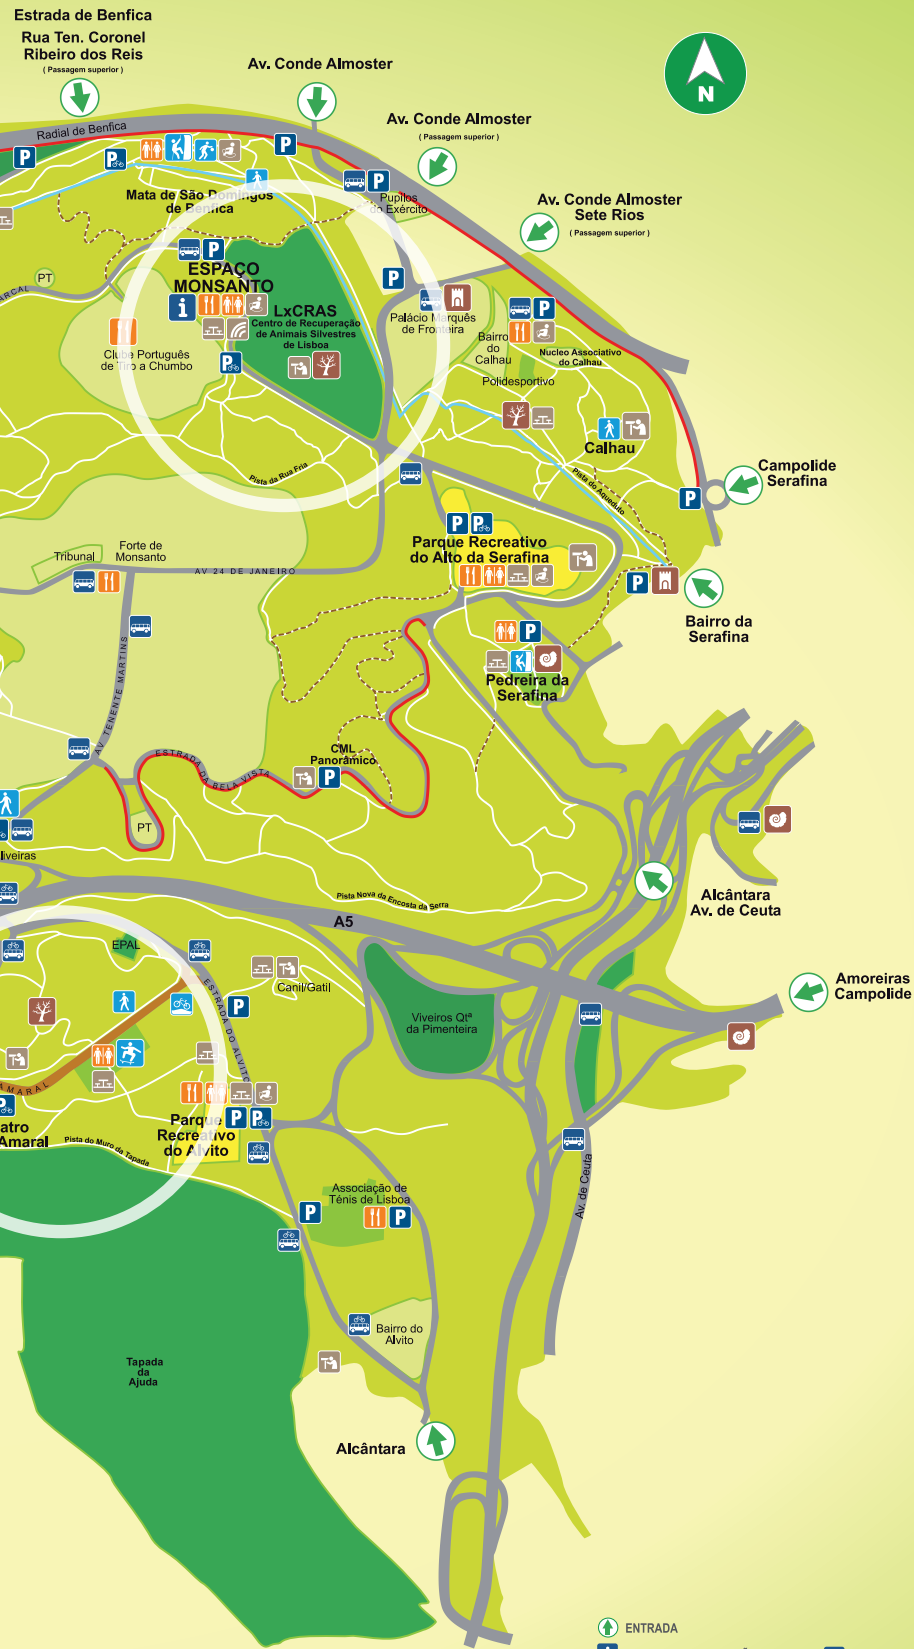 Estrada de Benfica
Rua Ten. Coronel
Ribeiro dos Reis
( Passagem superior )
Av. Conde Almoster
Av. Conde Almoster
( Passagem superior )
N
Radial de Benfica
P
P
P
Mata de São Domingos
de Benfica
P
Pupilos
do Exército
Av. Conde Almoster
Sete Rios
( Passagem superior )
PT
ARCAL
P
ESPAÇO
MONSANTO
i
P
LxCRAS
Centro de Recuperação
de Animais Silvestres
de Lisboa
Clube Português
de Tiro a Chumbo
P
Palácio Marquês
de Fronteira
P
Bairro
do
Calhau
Nucleo Associativo
do Calhau
Polidesportivo
Calhau
Pista da Rua Fria
Pista do Aqueduto
Campolide
Serafina
P
P
P
Parque Recreativo
do Alto da Serafina
Tribunal
Forte de
Monsanto
AV 24 DE JANEIRO
P
Bairro da
Serafina
AV TENENTE MARTINS
P
Pedreira da
Serafina
ESTRADA DA BELA VISTA
CML
Panorâmico
P
PT
liveiras
Alcântara
Av. de Ceuta
Pista Nova da Encosta da Serra
A5
EPAL
Canil/Gatil
Amoreiras
Campolide
ESTRADA DO ALVITO
P
Viveiros Qtª
da Pimenteira
AMARAL
P
atro
Amaral
Pista do Muro da Tapada
Parque
Recreativo
do Alvito
P
P
Av. de Ceuta
Associação de
Ténis de Lisboa
P
P
Bairro do
Alvito
Tapada
da
Ajuda
Alcântara
ENTRADA